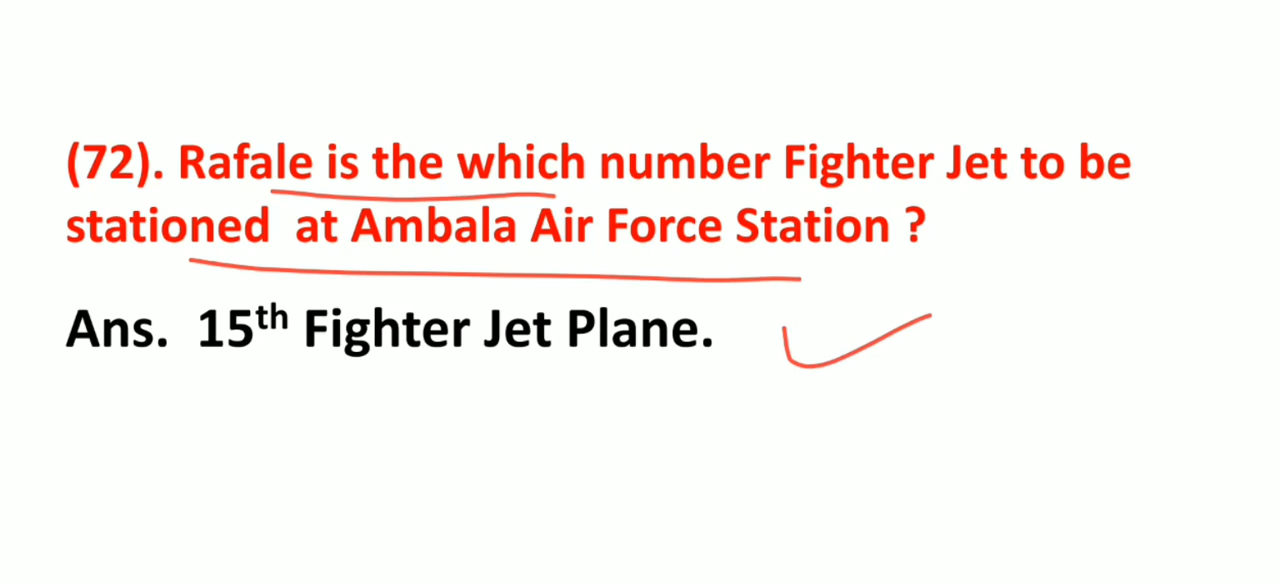 (72). Rafale is the which number Fighter Jet to be
stationed at Ambala Air Force Station ?
Ans. 15th Fighter Jet Plane.